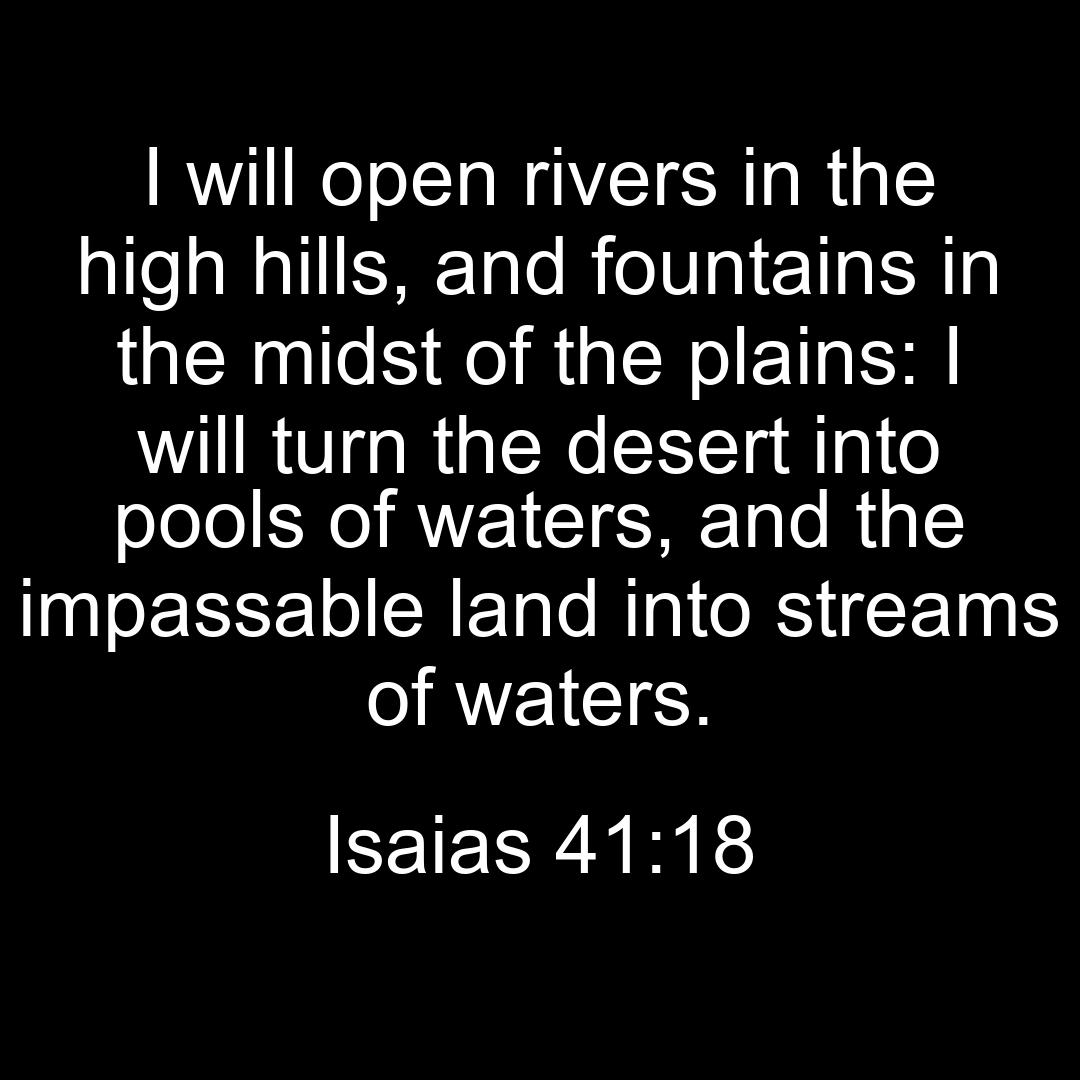 I will open rivers in the
high hills, and fountains in
the midst of the plains: I
will turn the desert into
pools of waters, and the
impassable land into streams
of waters.
Isaias 41:18